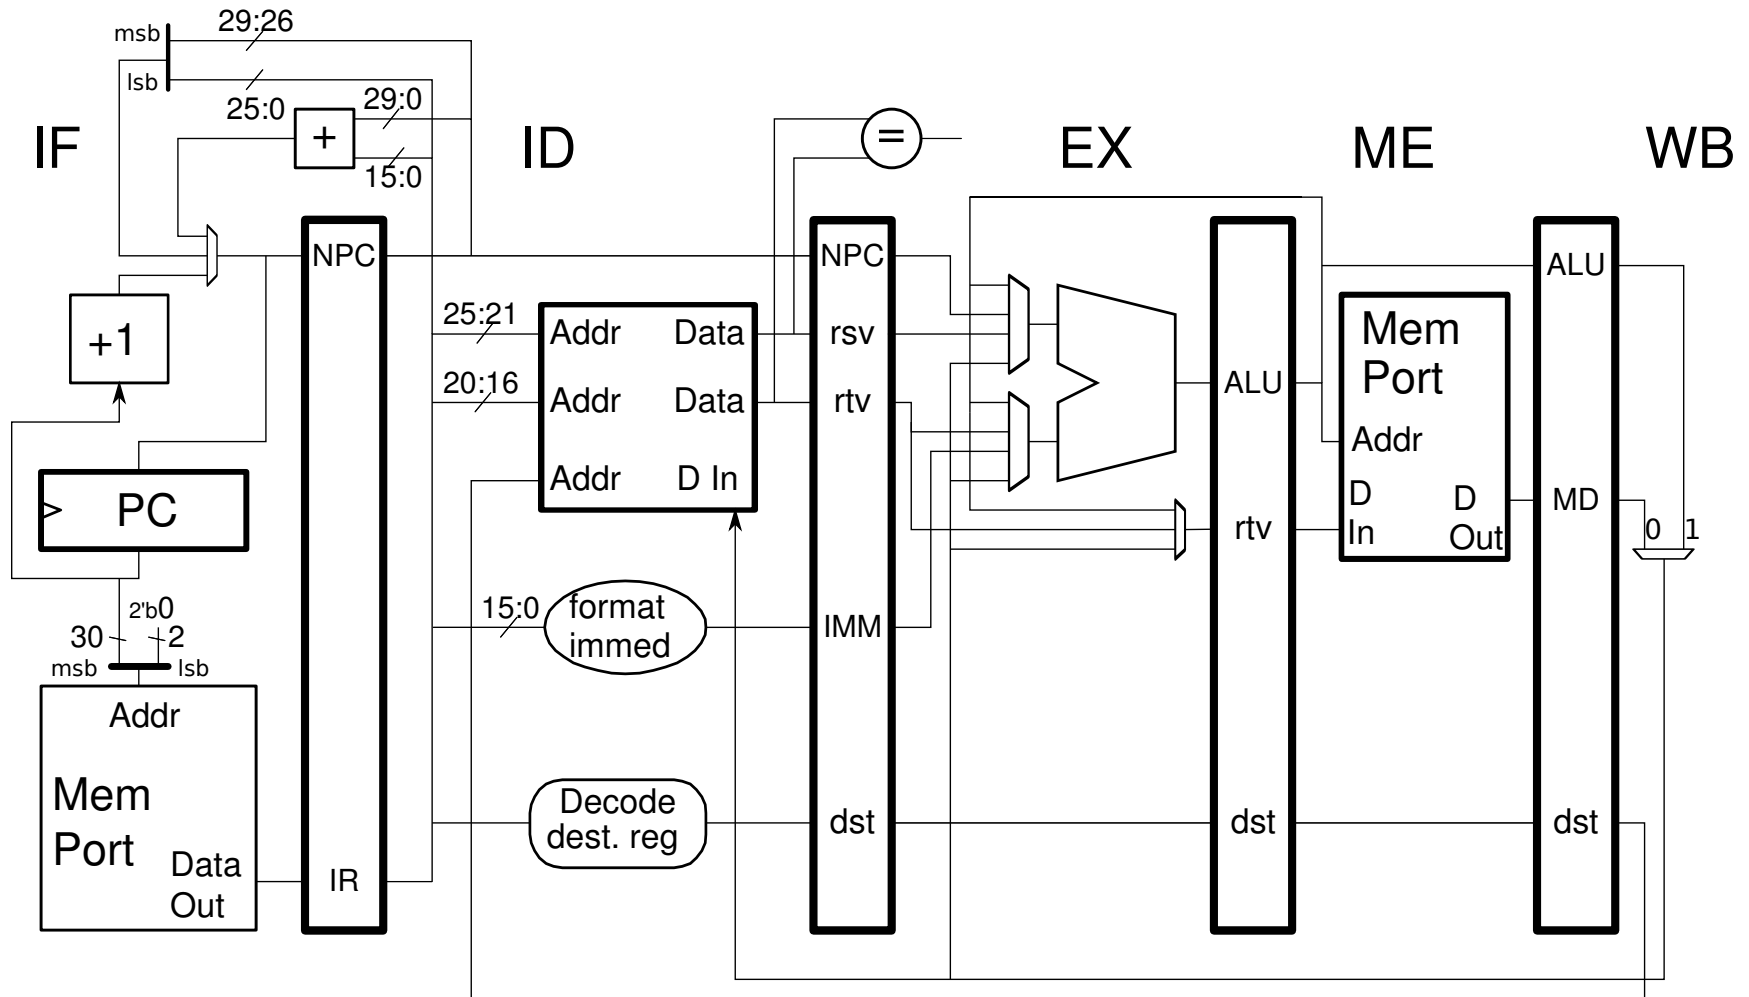 29:26
msb
lsb
25:0
29:0
15:0
+
=
IF
ID
EX
ME
WB
NPC
NPC
ALU
+1
25:21
20:16
Addr
Data
Addr
Data
Addr
D In
rsv
rtv
ALU
Mem
Port
Addr
D
In
D
Out
MD
0
1
rtv
PC
2'b0
30
2
msb
lsb
15:0
format
immed
IMM
Addr
Mem
Port
Data
Out
IR
Decode
dest. reg
dst
dst
dst